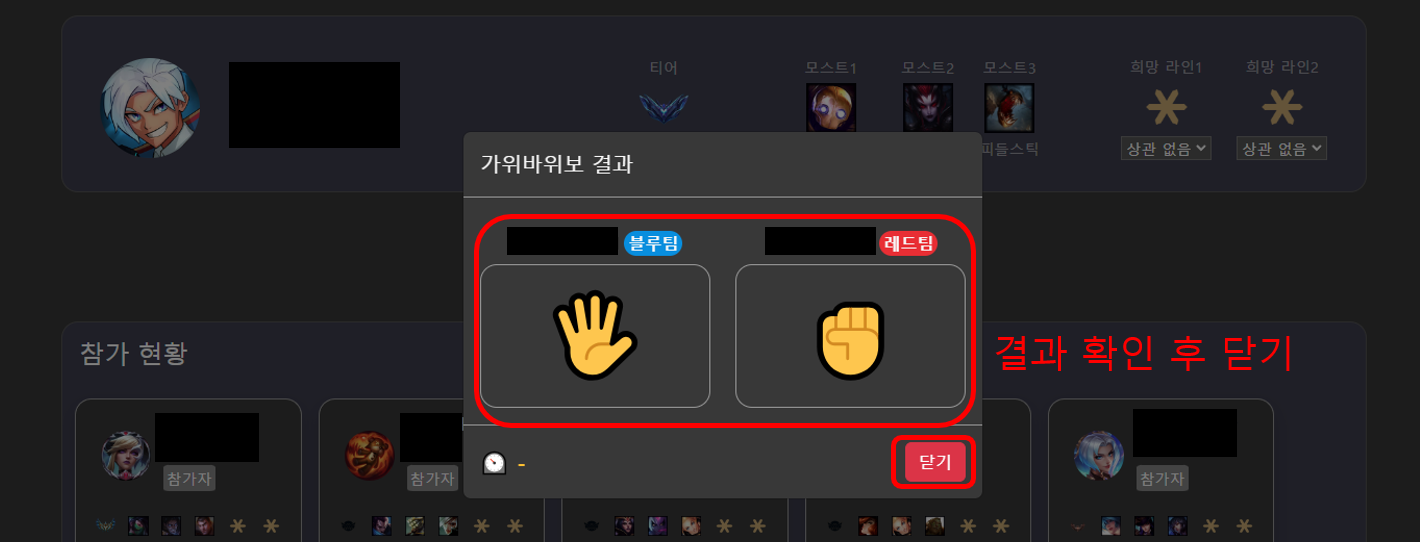 티어
모스트1
모스트2
모스트3
희망 라인1
희망 라인2
피들스틱
상관 없음
상관 없음
가위바위보 결과
블루팀
레드팀
참가 현황
결과 확인 후 닫기
-
닫기
참가자
참가자
참가자